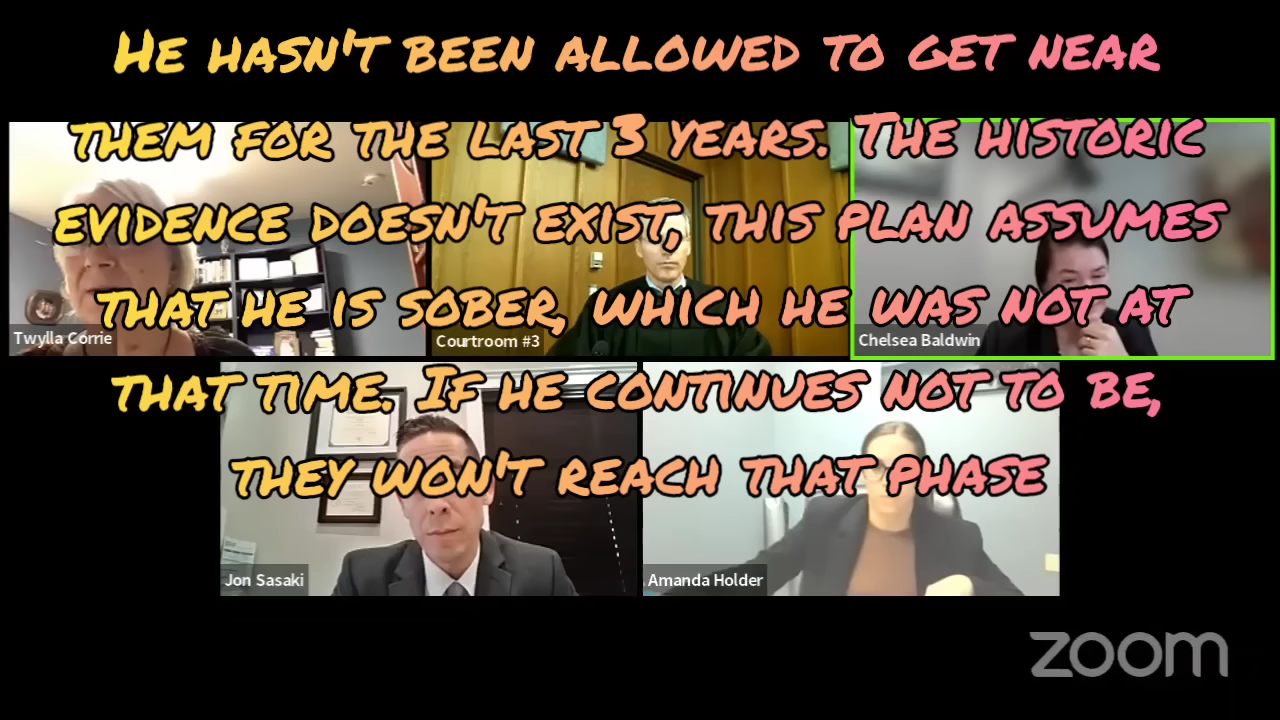 He hasn't been allowed to get near
them for the last 3 years. The historic
evidence doesn't exist, this plan assumes
that he is sober, which he was not at
that time. If he continues not to be,
they won't reach that phase
Twylla Corrie
Courtroom #3
Chelsea Baldwin
Jon Sasaki
Amanda Holder
zoom